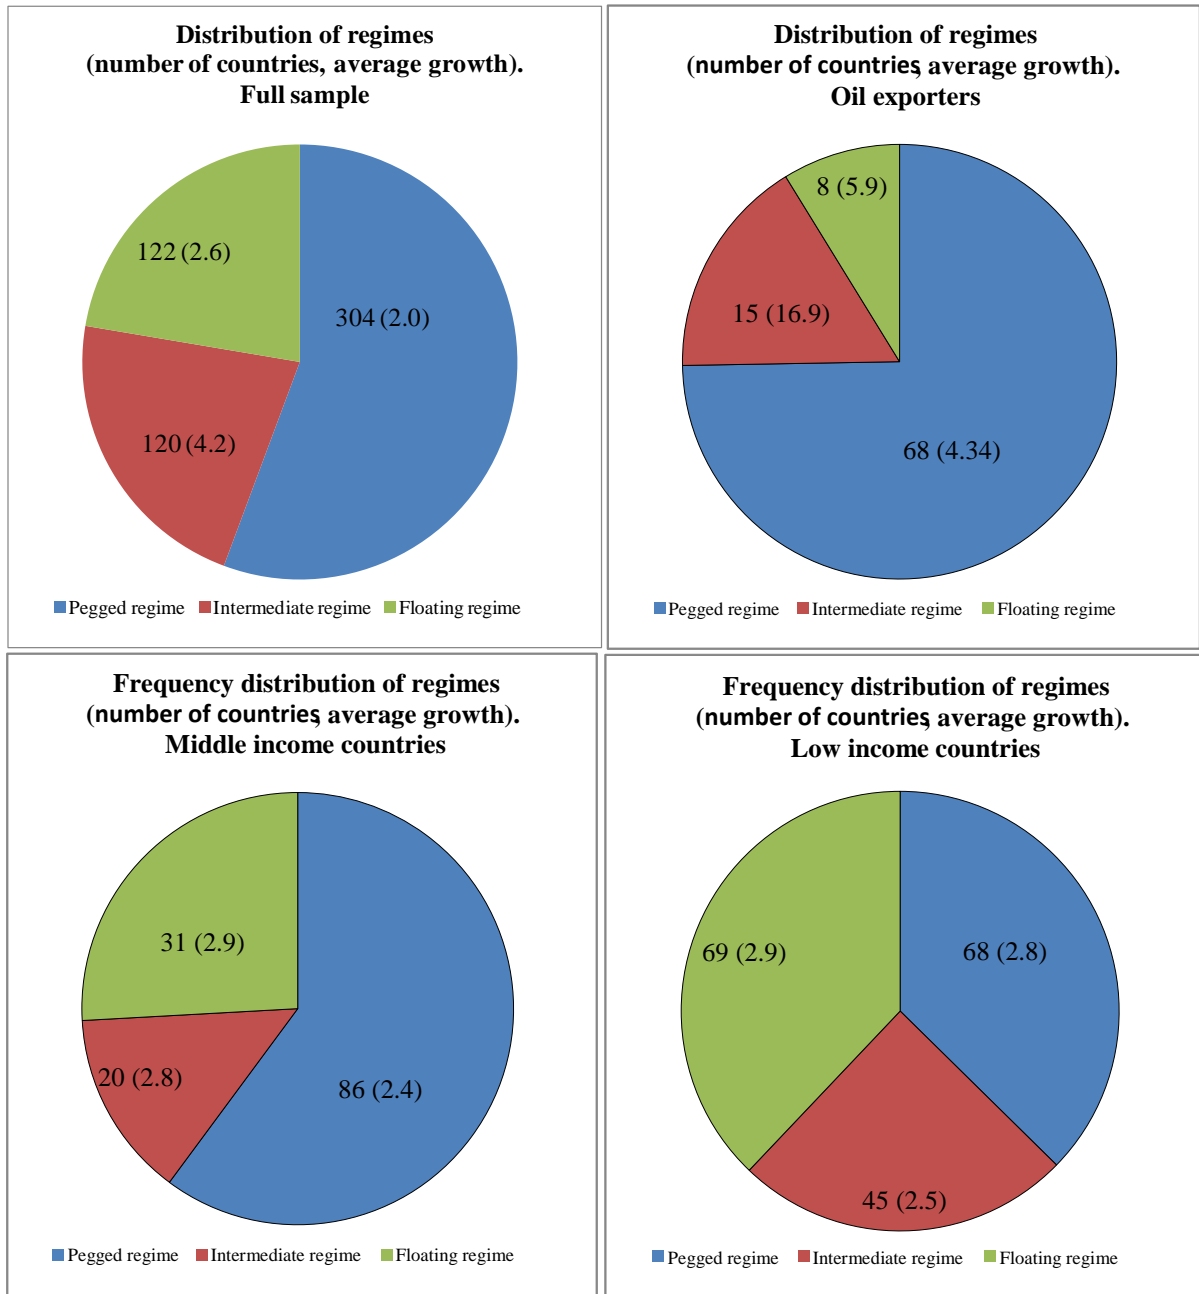 Distribution of regimes
(number of countries, average growth).
Full sample
122 (2.6)
304 (2.0)
120 (4.2)
Pegged regime Intermediate regime Floating regime
Distribution of regimes
(number of countries, average growth).
Oil exporters
8 (5.9)
15 (16.9)
68 (4.34)
Pegged regime Intermediate regime Floating regime
Frequency distribution of regimes
(number of countries, average growth).
Middle income countries
31 (2.9)
20 (2.8)
86 (2.4)
Pegged regime Intermediate regime Floating regime
Frequency distribution of regimes
(number of countries, average growth).
Low income countries
69 (2.9)
68 (2.8)
45 (2.5)
Pegged regime Intermediate regime Floating regime